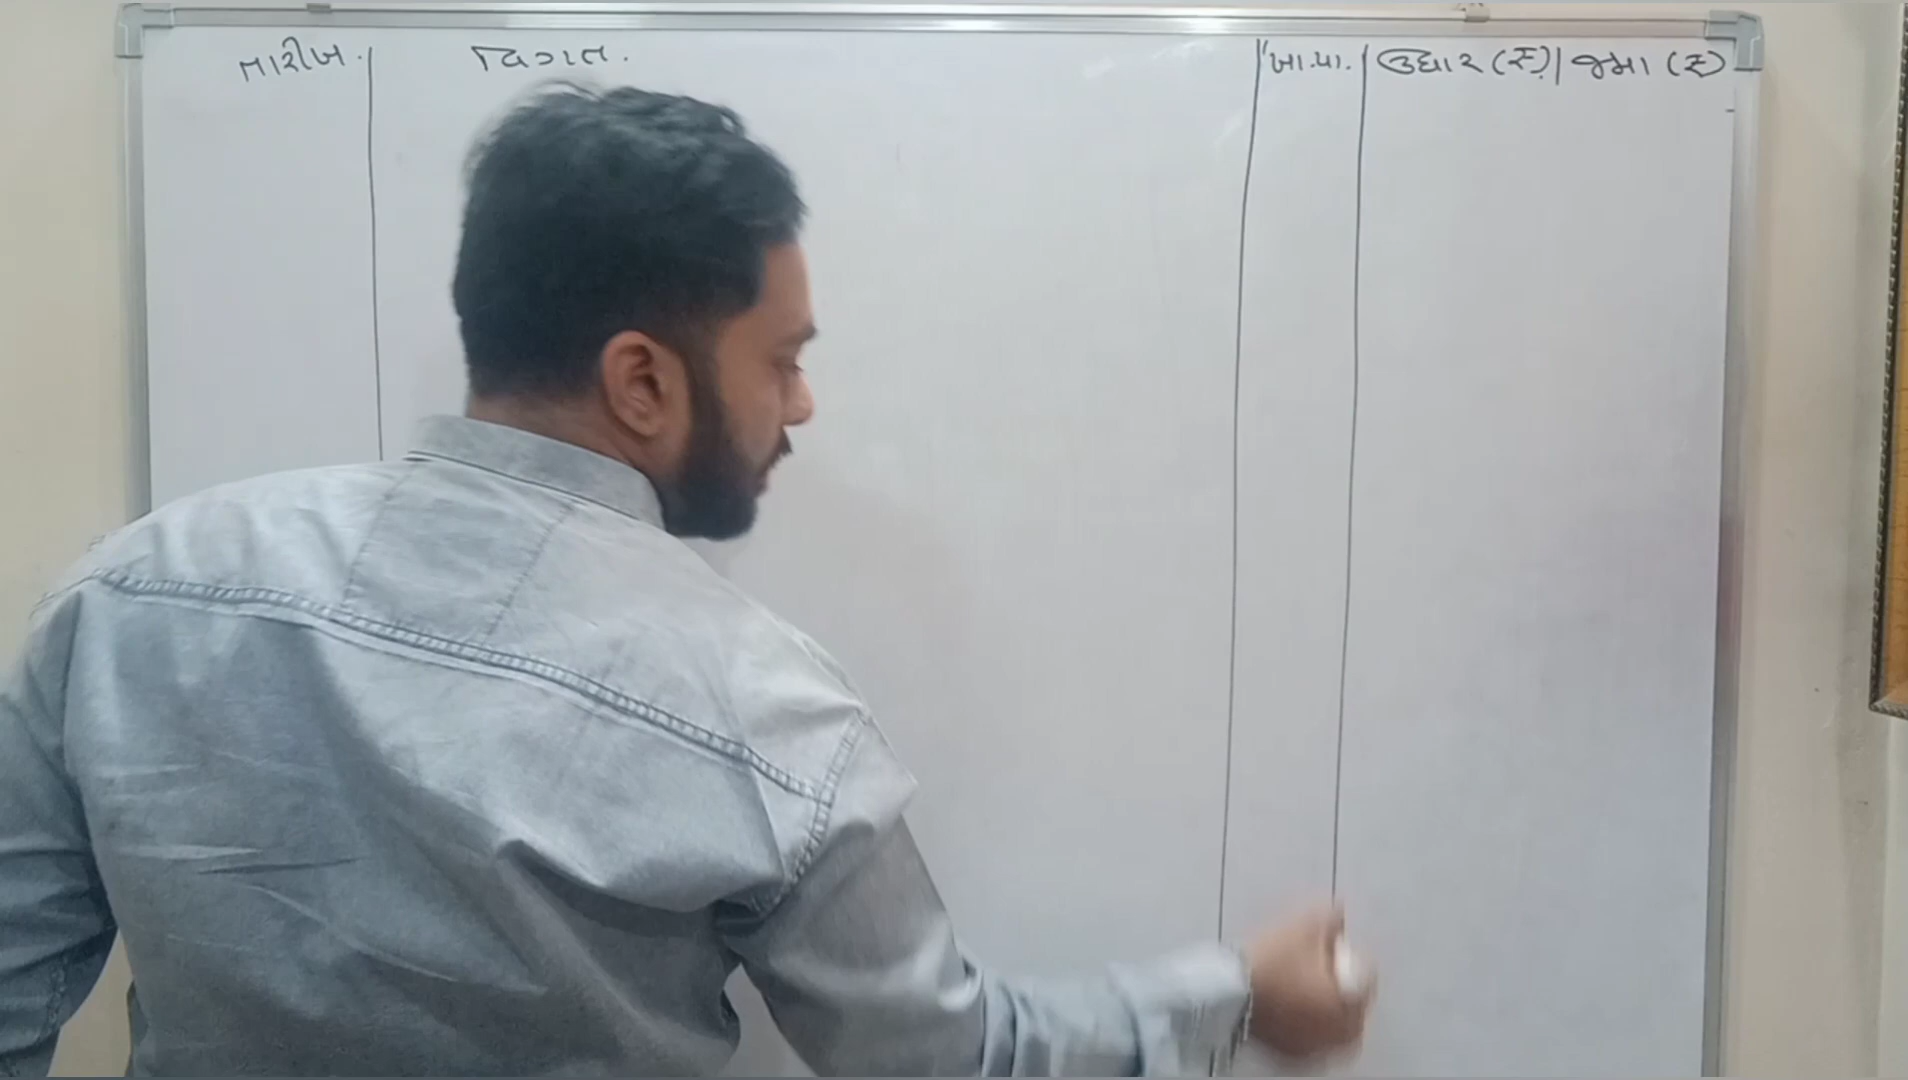 તારીખ. વિગત. ખા.પા. ઉધાર (₹) જમા (₹)